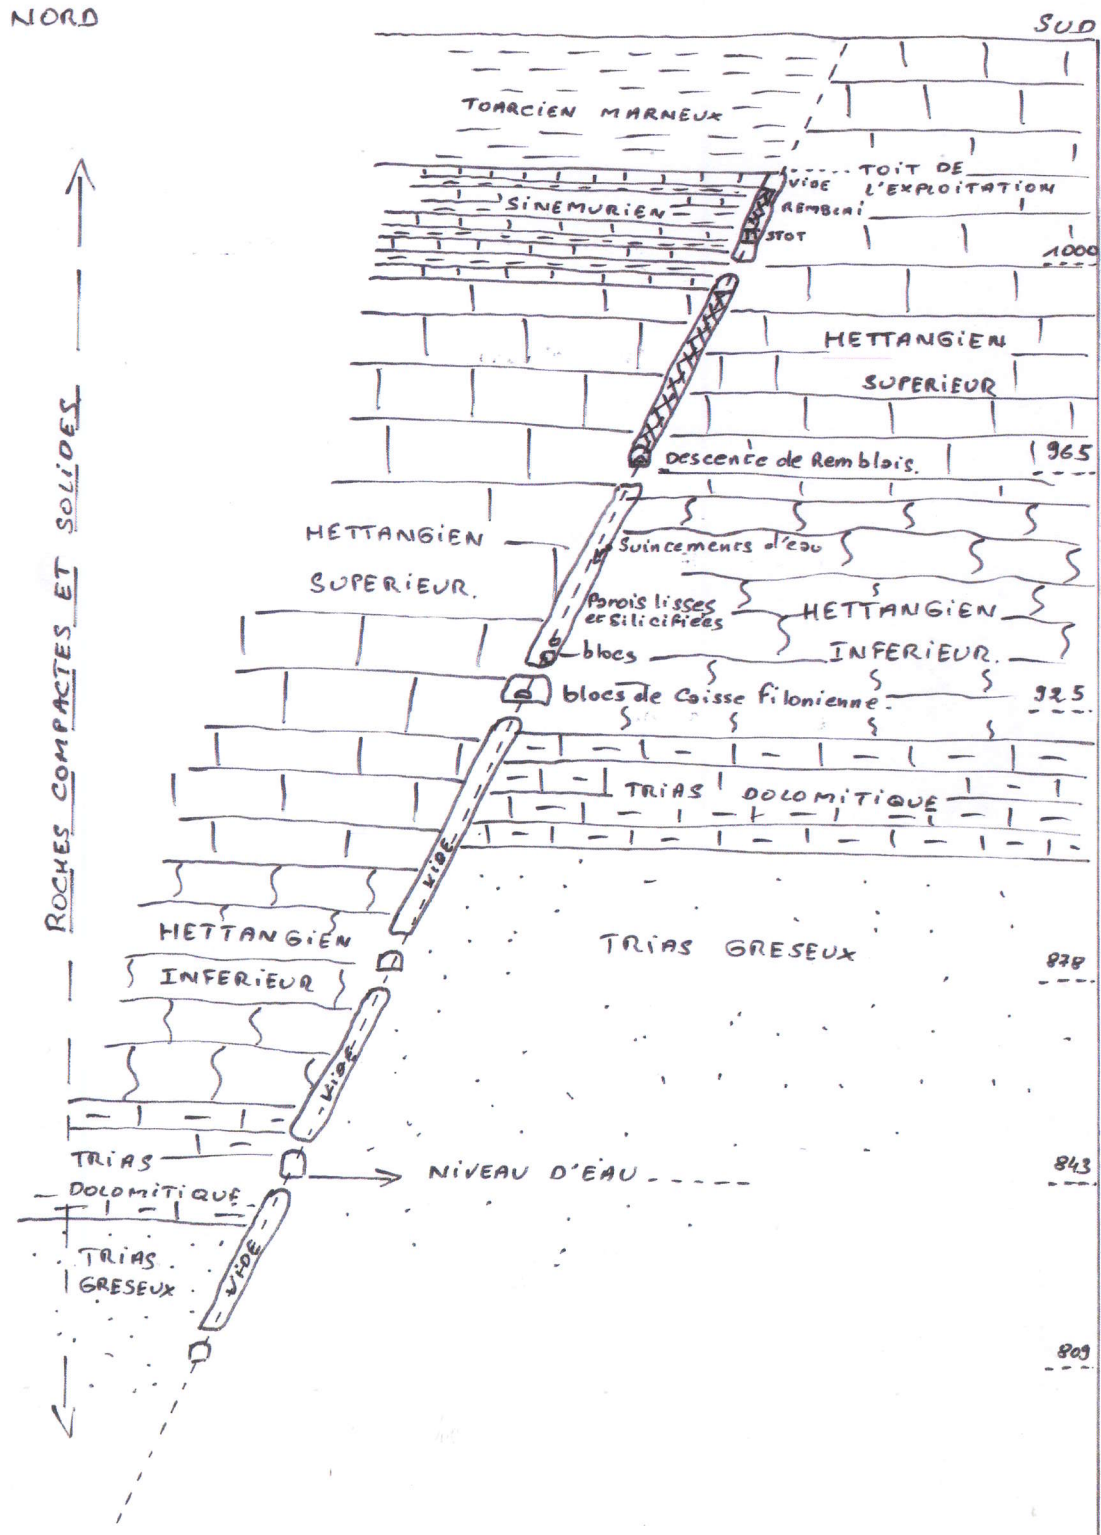 NORD
SUD
TOARCIEN MARNEUX
TOIT DE
L'EXPLOITATION
VIDE
REMBLAI
SINEMURIEN
STOT
1000
HETTANGIEN
SUPERIEUR
965
Descente de Remblais.
HETTANGIEN
SUPERIEUR.
Suintements d'eau
Parois lisses
et Silicifiées
HETTANGIEN
INFERIEUR.
blocs
blocs de Caisse Filonienne.
925
ROCHES COMPACTES ET SOLIDES
TRIAS DOLOMITIQUE
VIDE
HETTANGIEN
INFERIEUR
TRIAS GRESEUX
878
VIDE
TRIAS
DOLOMITIQUE
NIVEAU D'EAU
843
VIDE
TRIAS
GRESEUX
809